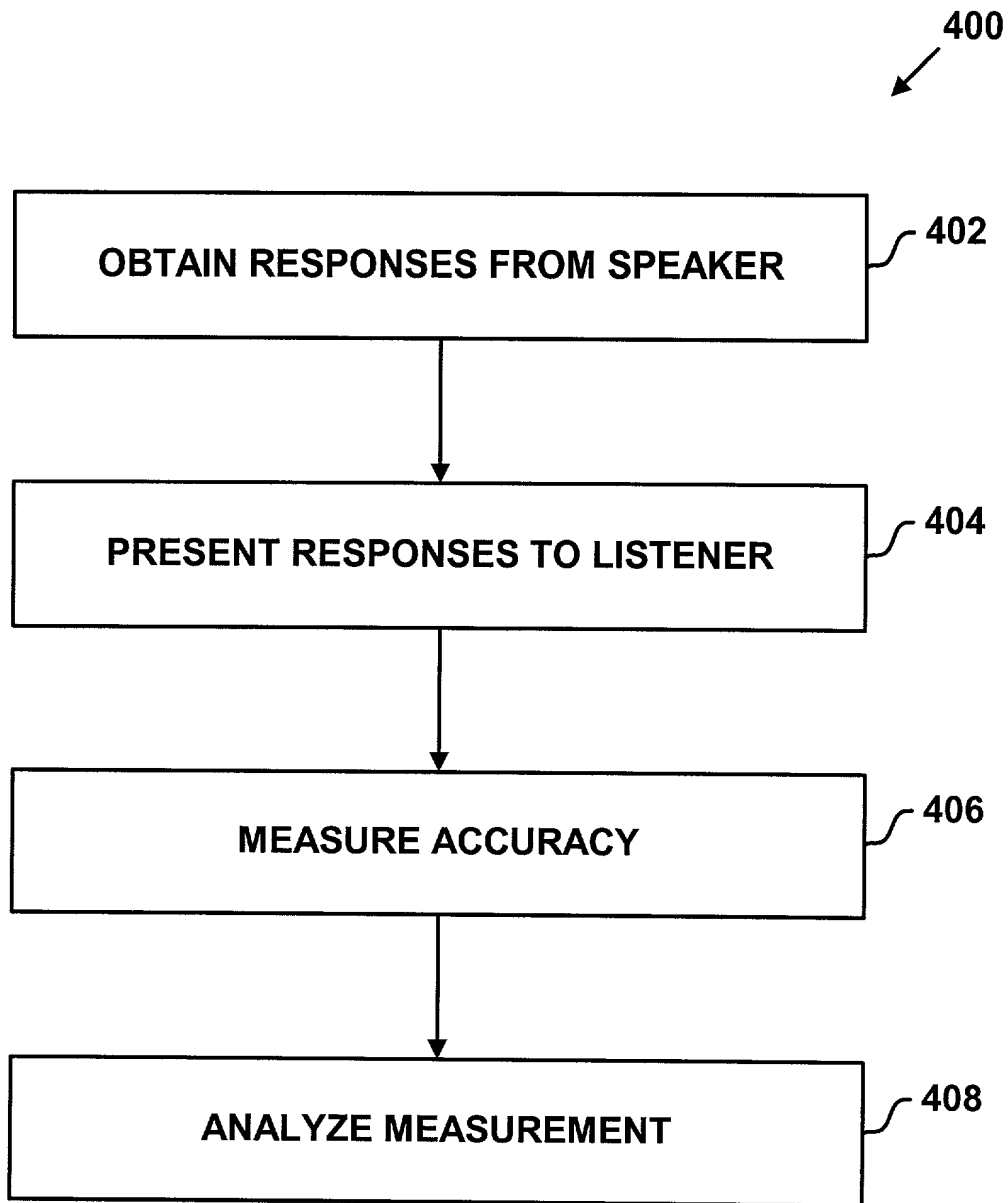 400
OBTAIN RESPONSES FROM SPEAKER
402
PRESENT RESPONSES TO LISTENER
404
MEASURE ACCURACY
406
ANALYZE MEASUREMENT
408